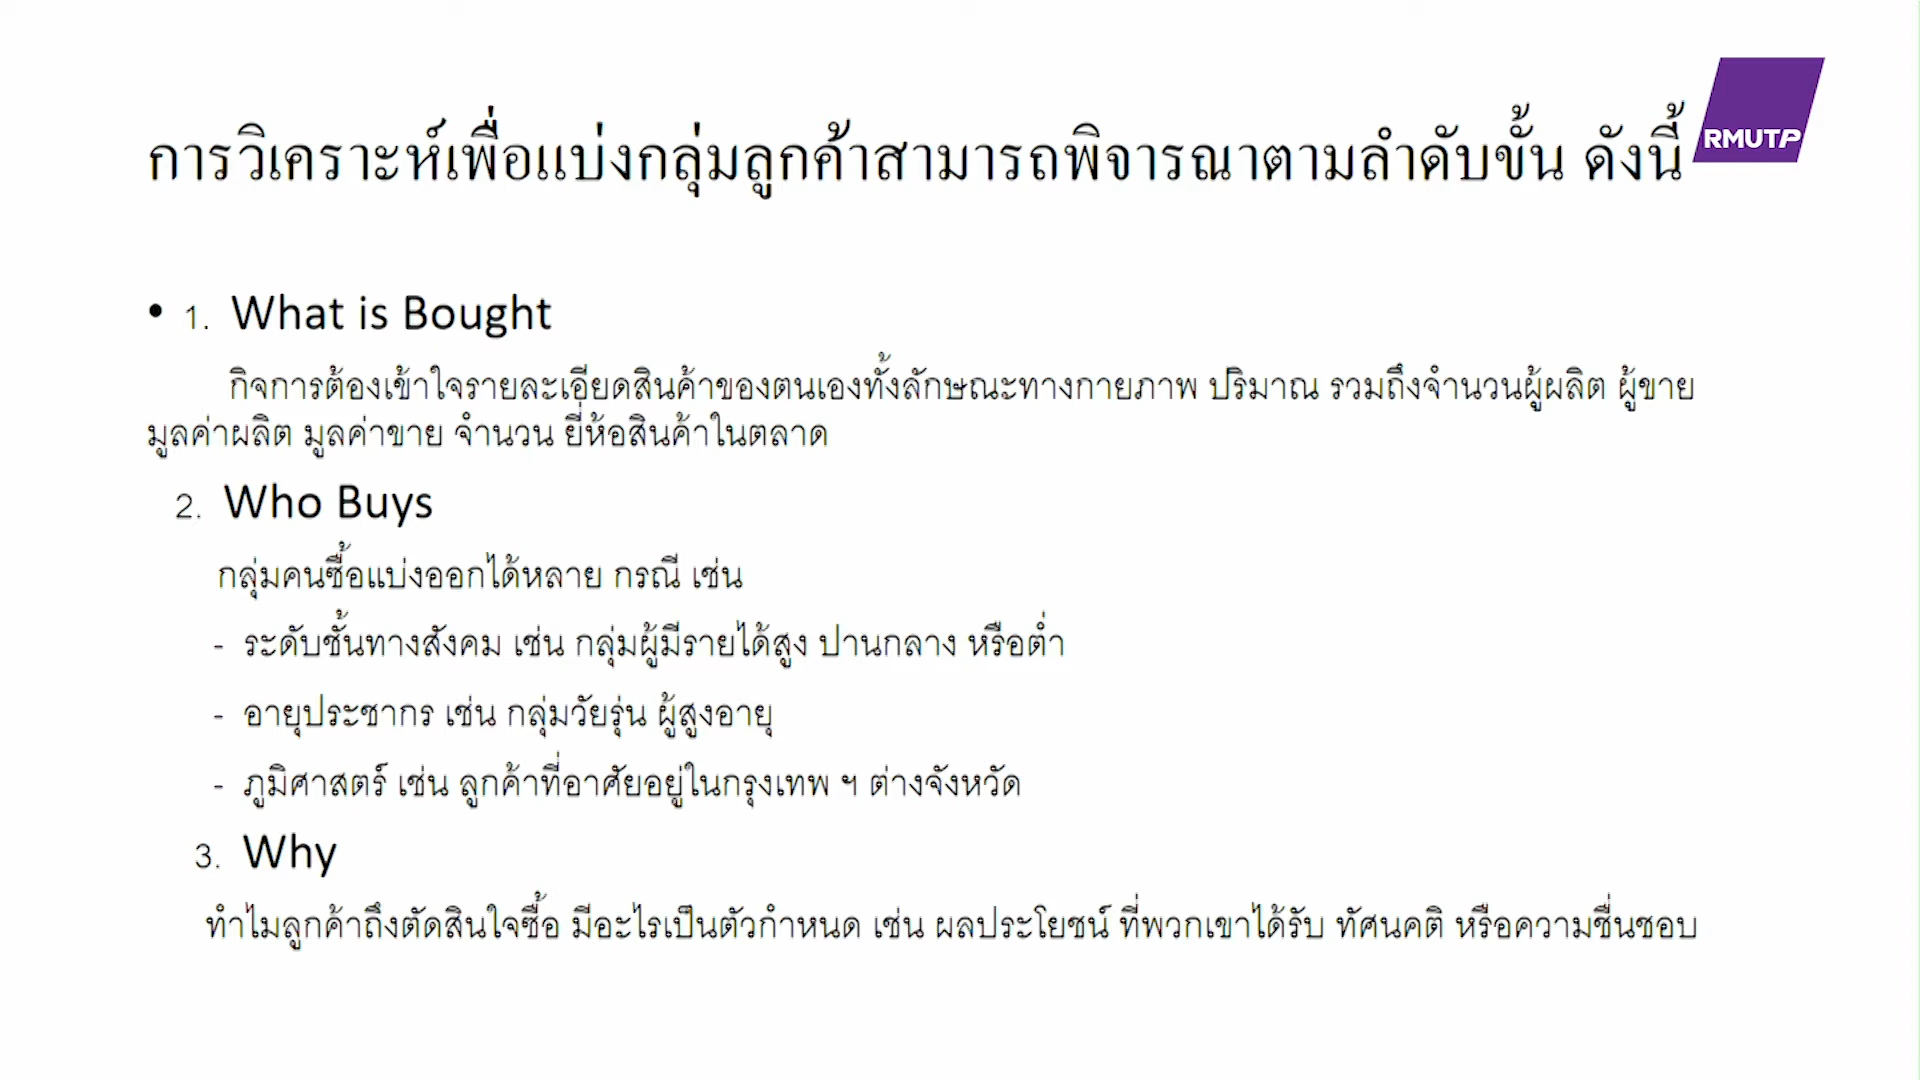 การวิเคราะห์เพื่อแบ่งกลุ่มลูกค้าสามารถพิจารณาตามลำดับขั้น ดังนี้
RMUTP
• 1. What is Bought
กิจการต้องเข้าใจรายละเอียดสินค้าของตนเองทั้งลักษณะทางกายภาพ ปริมาณ รวมถึงจำนวนผู้ผลิต ผู้ขาย
มูลค่าผลิต มูลค่าขาย จำนวน ยี่ห้อสินค้าในตลาด
2. Who Buys
กลุ่มคนซื้อแบ่งออกได้หลาย กรณี เช่น
- ระดับชั้นทางสังคม เช่น กลุ่มผู้มีรายได้สูง ปานกลาง หรือต่ำ
- อายุประชากร เช่น กลุ่มวัยรุ่น ผู้สูงอายุ
- ภูมิศาสตร์ เช่น ลูกค้าที่อาศัยอยู่ในกรุงเทพ ฯ ต่างจังหวัด
3. Why
ทำไมลูกค้าถึงตัดสินใจซื้อ มีอะไรเป็นตัวกำหนด เช่น ผลประโยชน์ ที่พวกเขาได้รับ ทัศนคติ หรือความชื่นชอบ